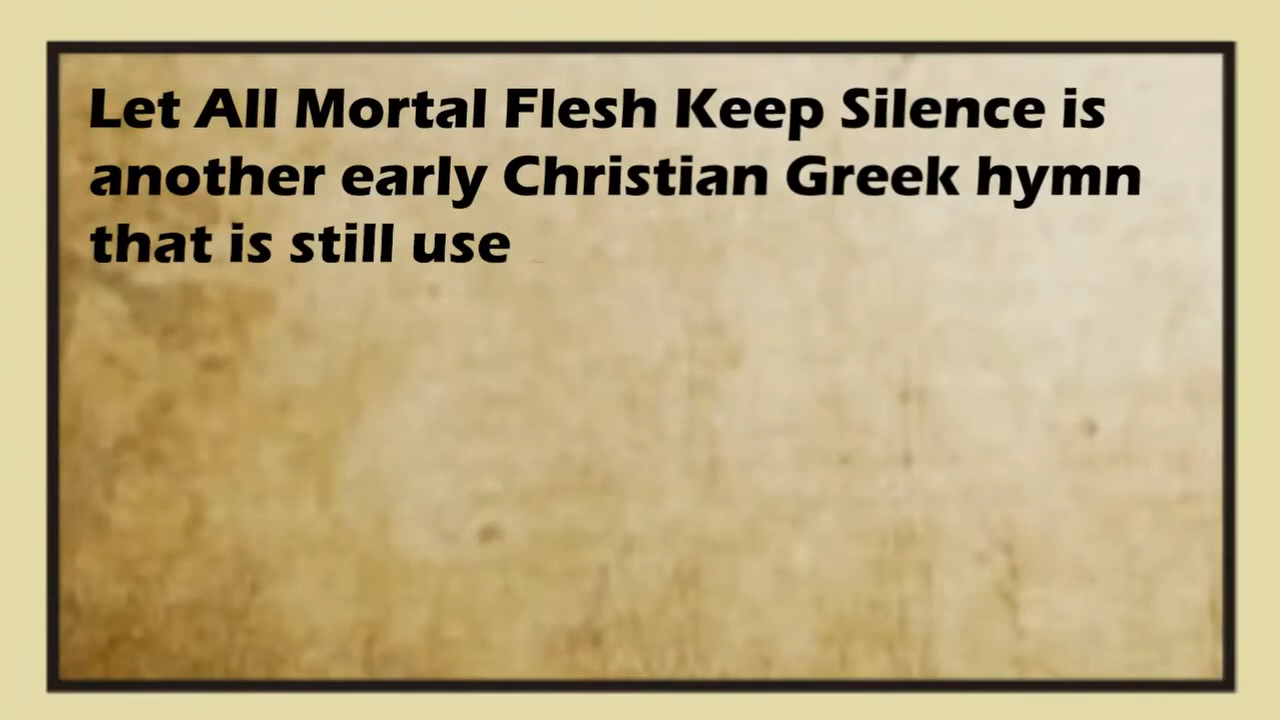 Let All Mortal Flesh Keep Silence is
another early Christian Greek hymn
that is still use